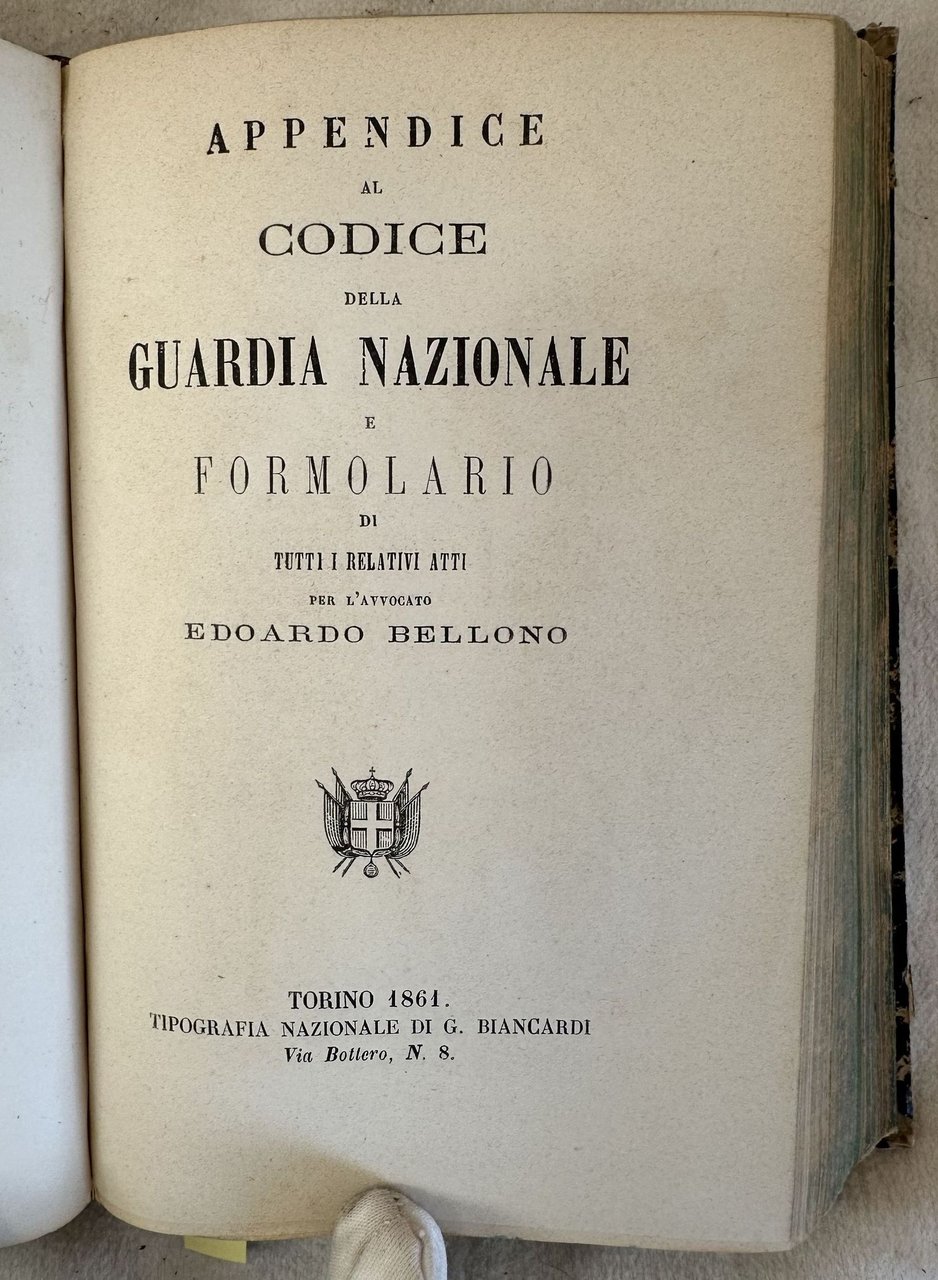 APPENDICE
AL
CODICE
DELLA
GUARDIA NAZIONALE
E
FORMOLARIO
DI
TUTTI I RELATIVI ATTI
PER L'AVVOCATO
EDOARDO BELLONO
TORINO 1861.
TIPOGRAFIA NAZIONALE DI G. BIANCARDI
Via Bottero, N. 8.